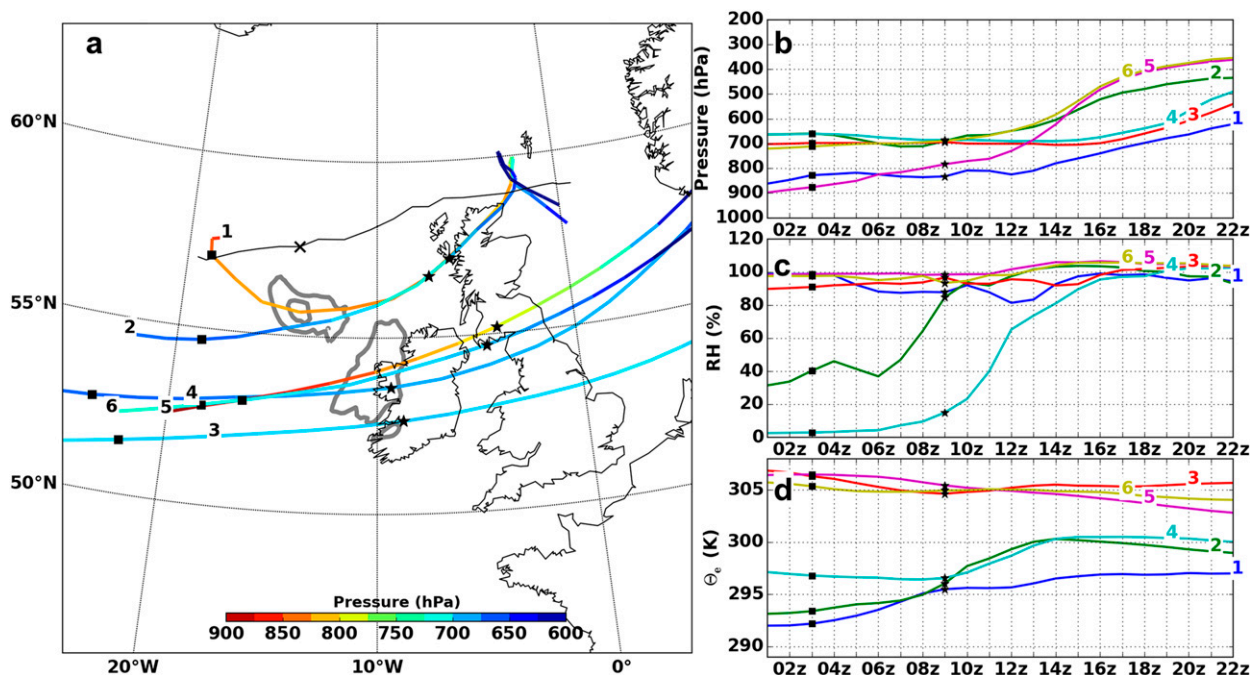 a
60°N
55°N
50°N
1
2
4
6 5
3
Pressure (hPa)
900 850 800 750 700 650 600
20°W 10°W 0°
b
Pressure (hPa)
200
300
400
500
600
700
800
900
1000
6 5 2
4 3 1
02z 04z 06z 08z 10z 12z 14z 16z 18z 20z 22z
c
RH (%)
120
100
80
60
40
20
0
6 5 4 3 1
2
02z 04z 06z 08z 10z 12z 14z 16z 18z 20z 22z
d
Θe (K)
305
300
295
290
3
6 5
4 2
1
02z 04z 06z 08z 10z 12z 14z 16z 18z 20z 22z